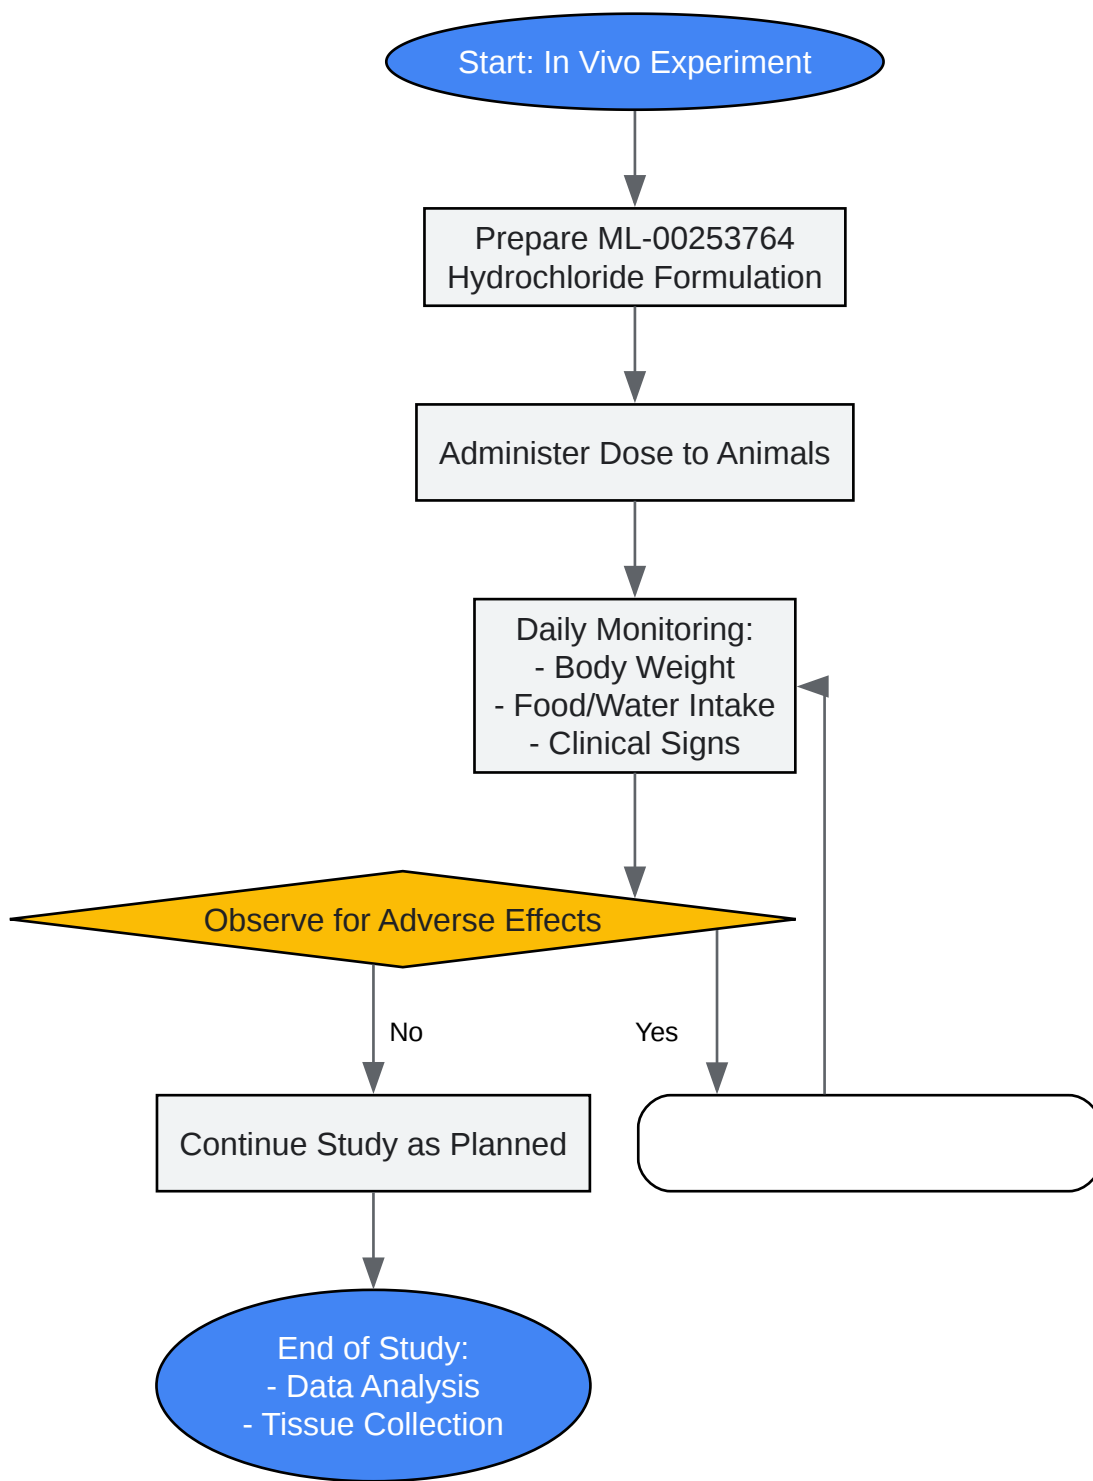 Start: In Vivo Experiment
Prepare ML-00253764
Hydrochloride Formulation
Administer Dose to Animals
Daily Monitoring:
- Body Weight
- Food/Water Intake
- Clinical Signs
Observe for Adverse Effects
No
Yes
Continue Study as Planned
End of Study:
- Data Analysis
- Tissue Collection